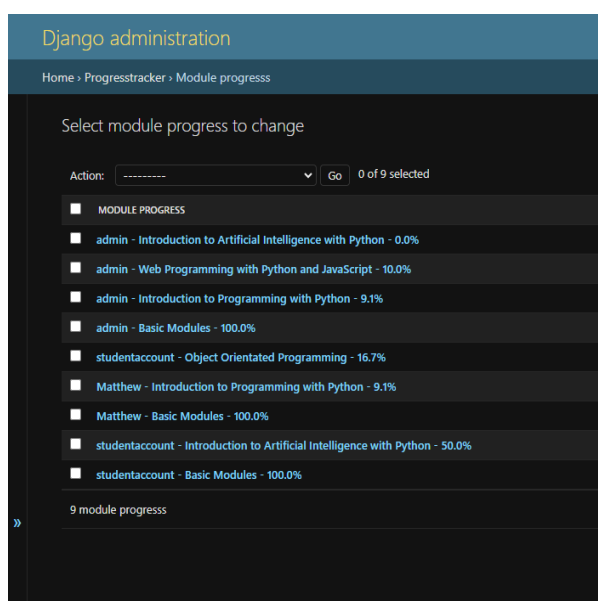 Django administration
Home › Progresstracker › Module progresss
Select module progress to change
Action: --------- Go 0 of 9 selected
MODULE PROGRESS
admin - Introduction to Artificial Intelligence with Python - 0.0%
admin - Web Programming with Python and JavaScript - 10.0%
admin - Introduction to Programming with Python - 9.1%
admin - Basic Modules - 100.0%
studentaccount - Object Orientated Programming - 16.7%
Matthew - Introduction to Programming with Python - 9.1%
Matthew - Basic Modules - 100.0%
studentaccount - Introduction to Artificial Intelligence with Python - 50.0%
studentaccount - Basic Modules - 100.0%
9 module progresss
»